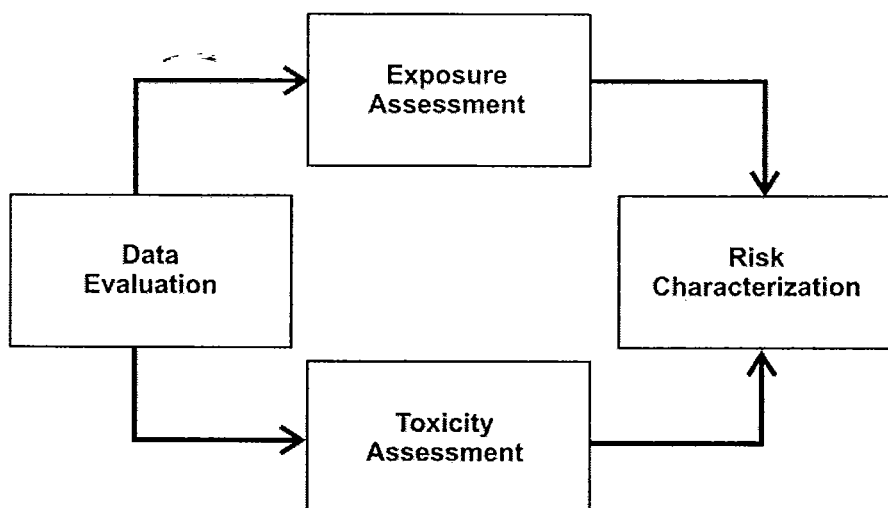 Exposure
Assessment
Data
Evaluation
Risk
Characterization
Toxicity
Assessment